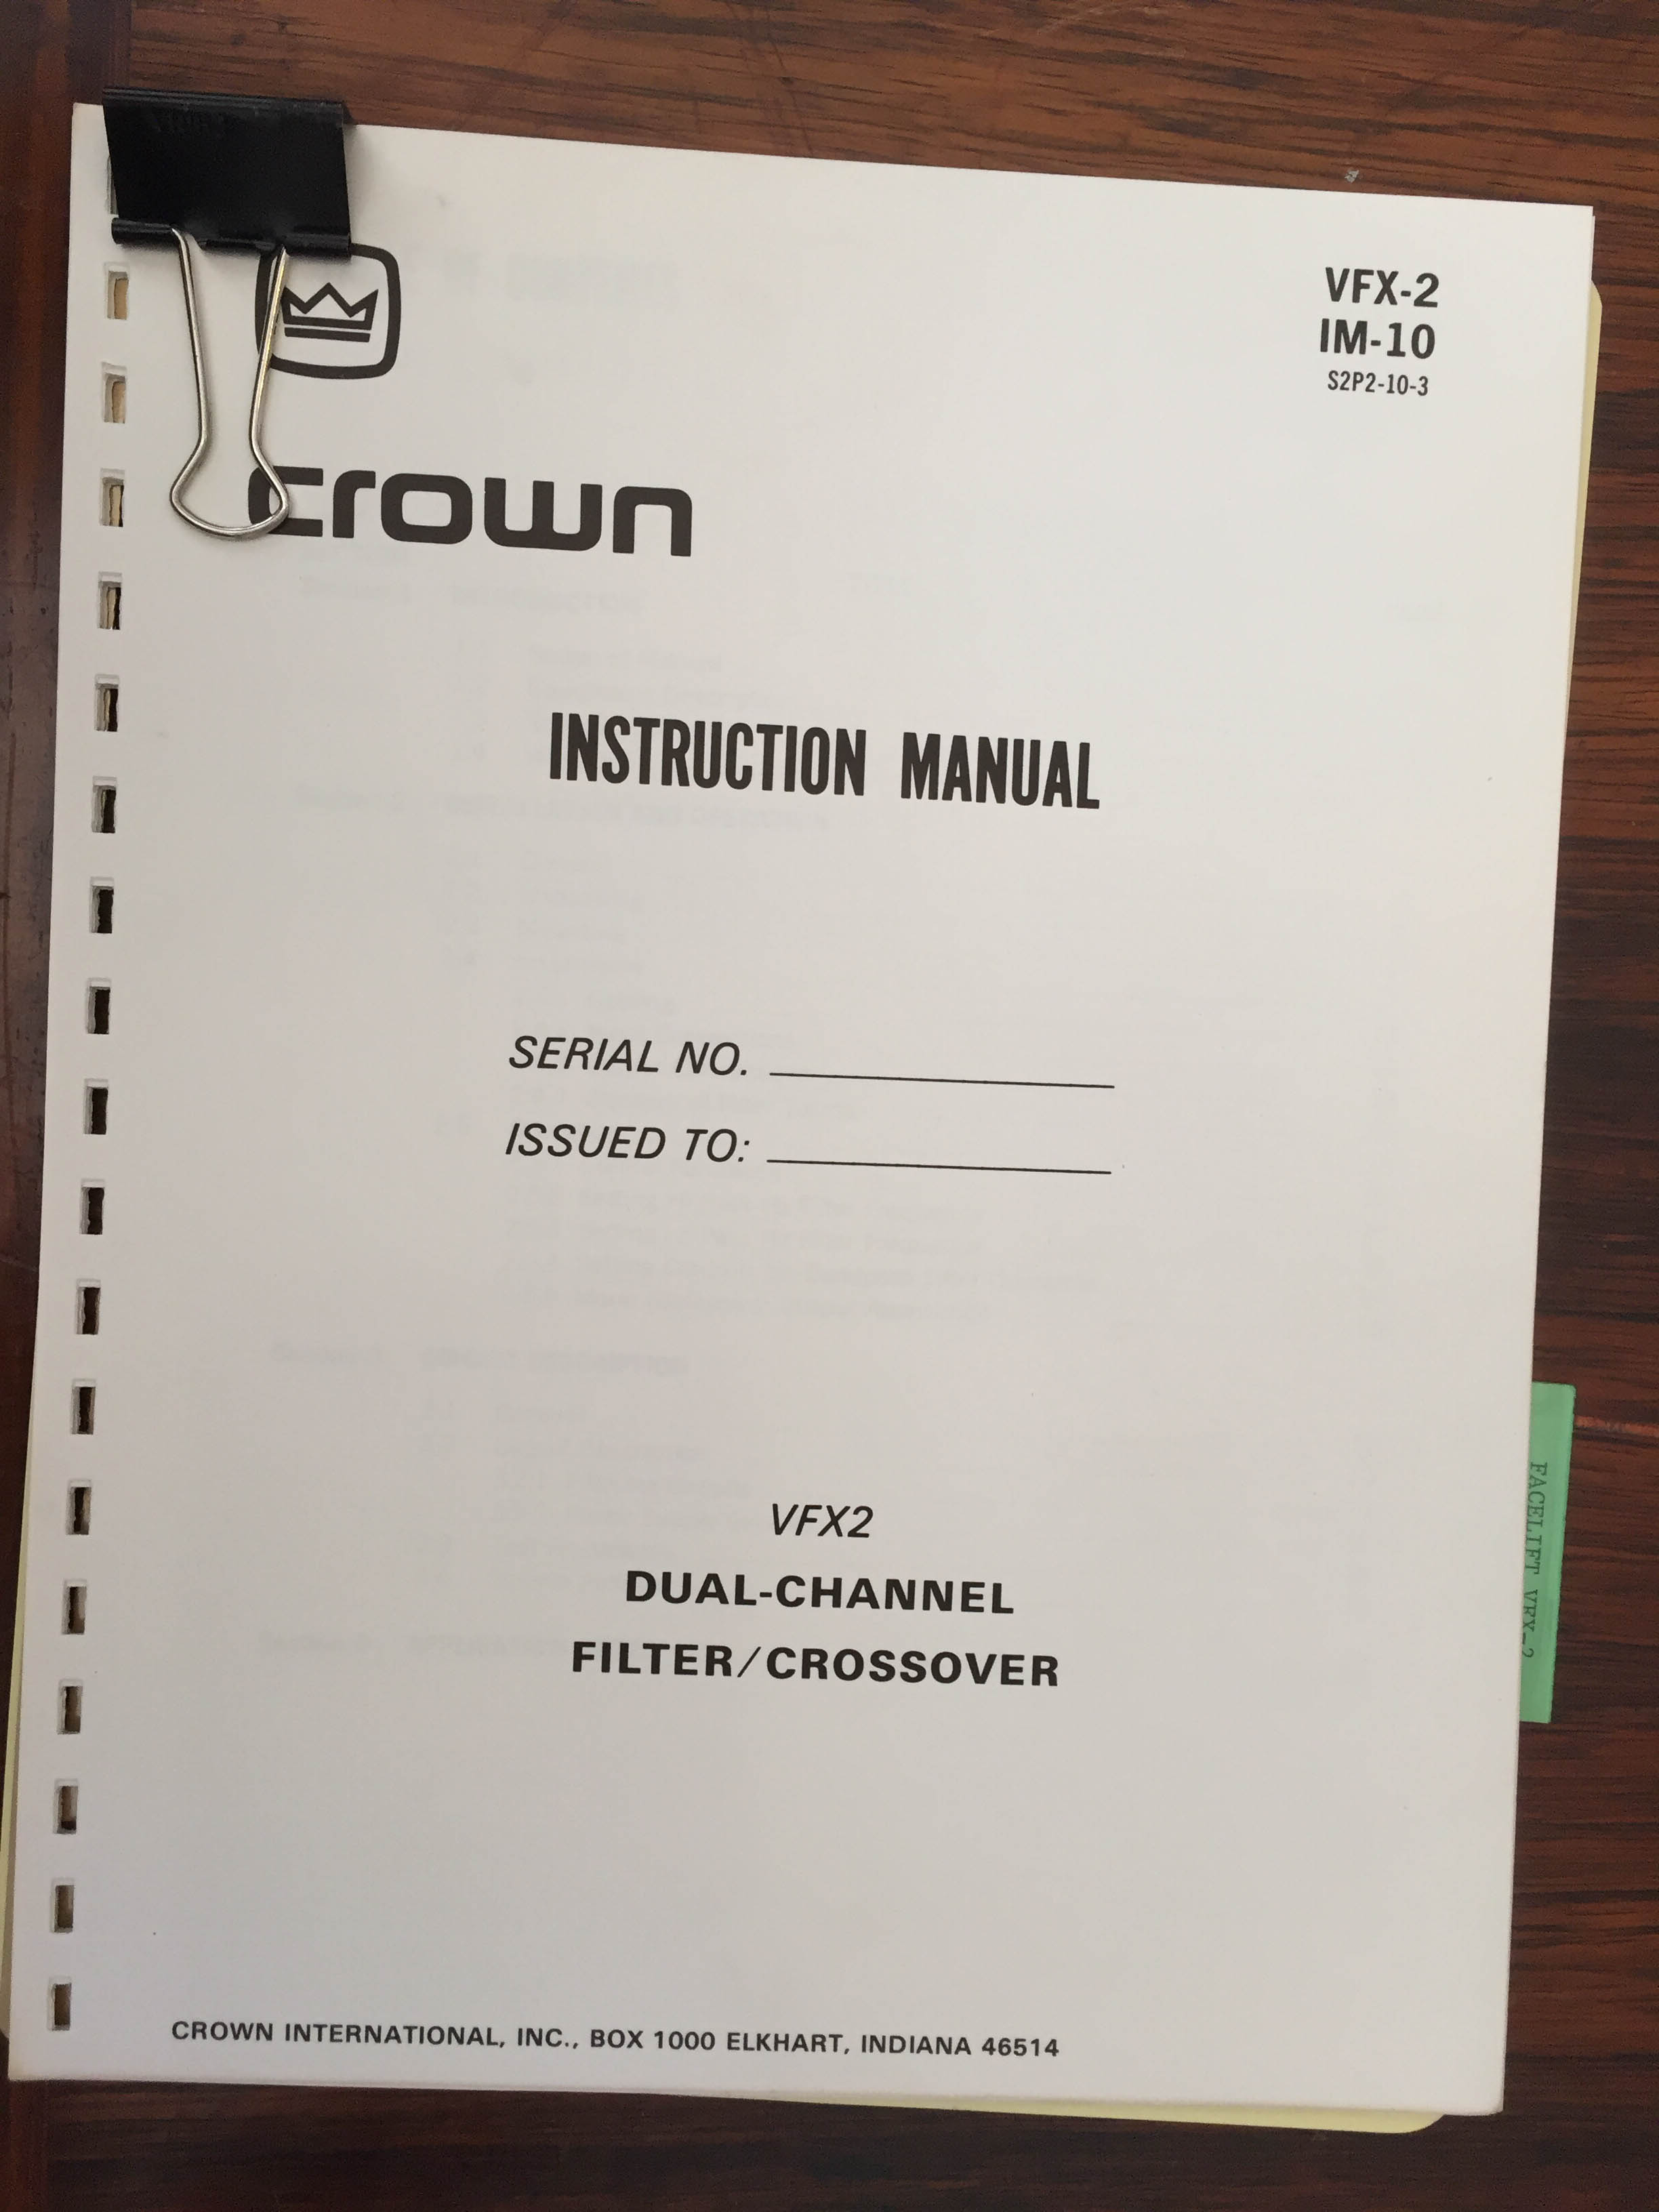 VFX-2
IM-10
S2P2-10-3
crown
INSTRUCTION MANUAL
SERIAL NO.
ISSUED TO:
VFX2
DUAL-CHANNEL
FILTER/CROSSOVER
FACELIFT VRX-2
CROWN INTERNATIONAL, INC., BOX 1000 ELKHART, INDIANA 46514